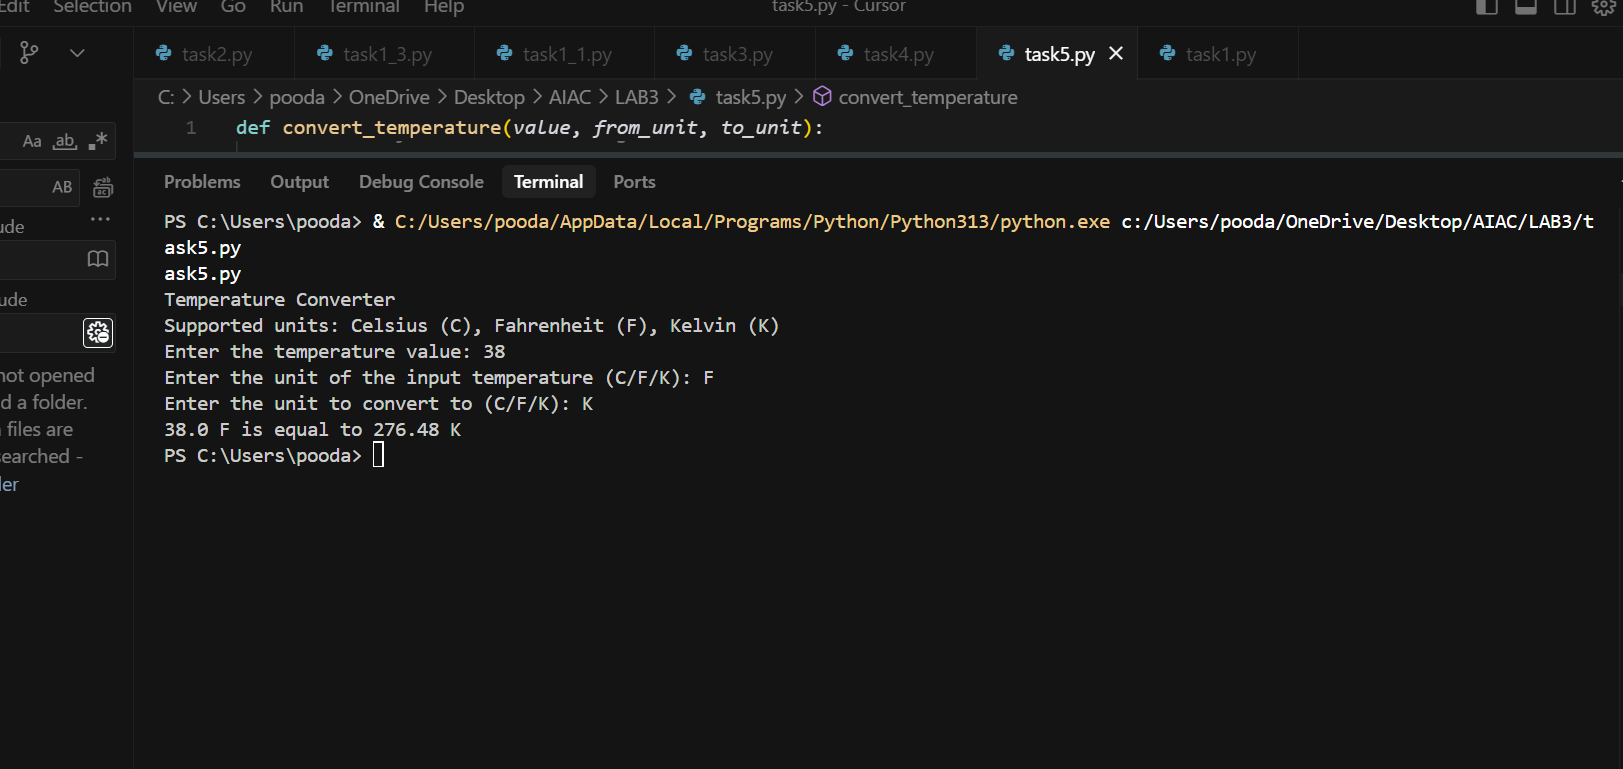 Edit Selection View Go Run Terminal Help
task5.py - Cursor
task2.py task1_3.py task1_1.py task3.py task4.py task5.py task1.py
C: > Users > pooda > OneDrive > Desktop > AIAC > LAB3 > task5.py > convert_temperature
1 def convert_temperature(value, from_unit, to_unit):
Aa ab .*
AB
ude
ude
not opened
d a folder.
files are
searched -
der
Problems Output Debug Console Terminal Ports
PS C:\Users\pooda> & C:/Users/pooda/AppData/Local/Programs/Python/Python313/python.exe c:/Users/pooda/OneDrive/Desktop/AIAC/LAB3/t
ask5.py
ask5.py
Temperature Converter
Supported units: Celsius (C), Fahrenheit (F), Kelvin (K)
Enter the temperature value: 38
Enter the unit of the input temperature (C/F/K): F
Enter the unit to convert to (C/F/K): K
38.0 F is equal to 276.48 K
PS C:\Users\pooda>